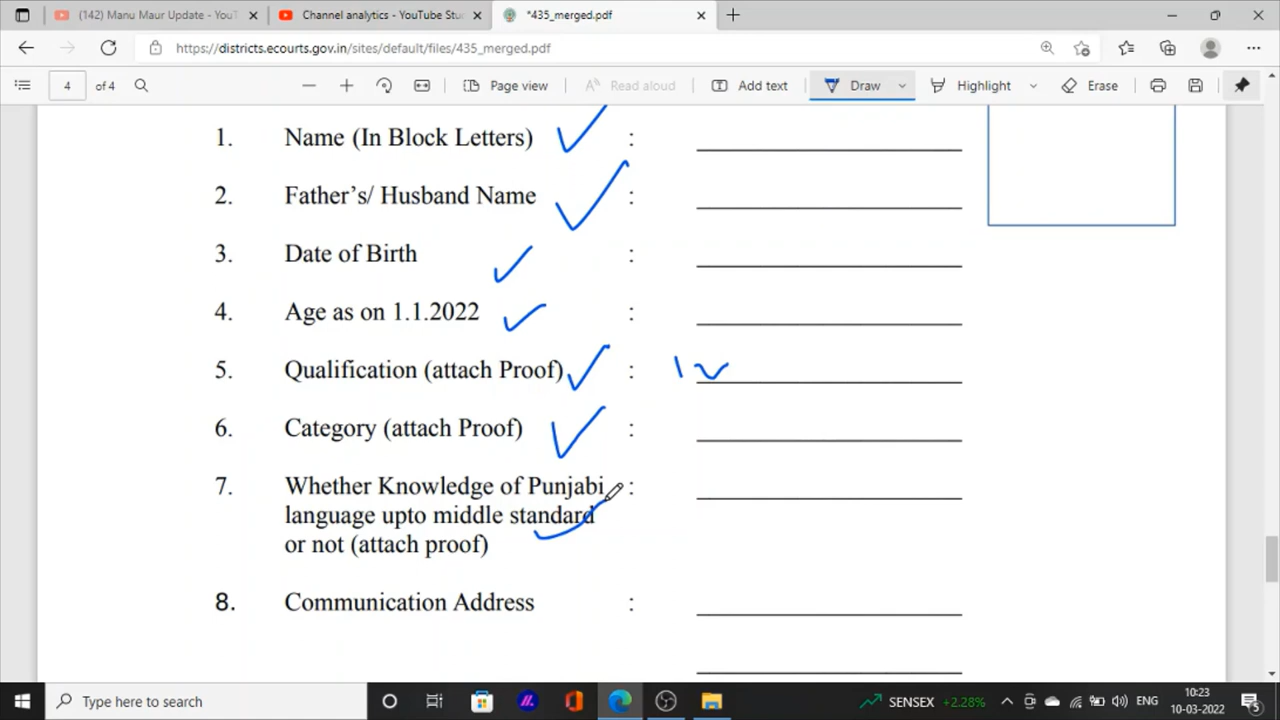 (142) Manu Maur Update - YouT
Channel analytics - YouTube Stu
*435_merged.pdf
https://districts.ecourts.gov.in/sites/default/files/435_merged.pdf
4 of 4
Page view
Read aloud
Add text
Draw
Highlight
Erase
1. Name (In Block Letters) :
2. Father's/ Husband Name :
3. Date of Birth
4. Age as on 1.1.2022 :
5. Qualification (attach Proof) : 12
6. Category (attach Proof) :
7. Whether Knowledge of Punjabi :
language upto middle standard
or not (attach proof)
8. Communication Address :
Type here to search
SENSEX +2.28%
ENG
10:23
10-03-2022
5